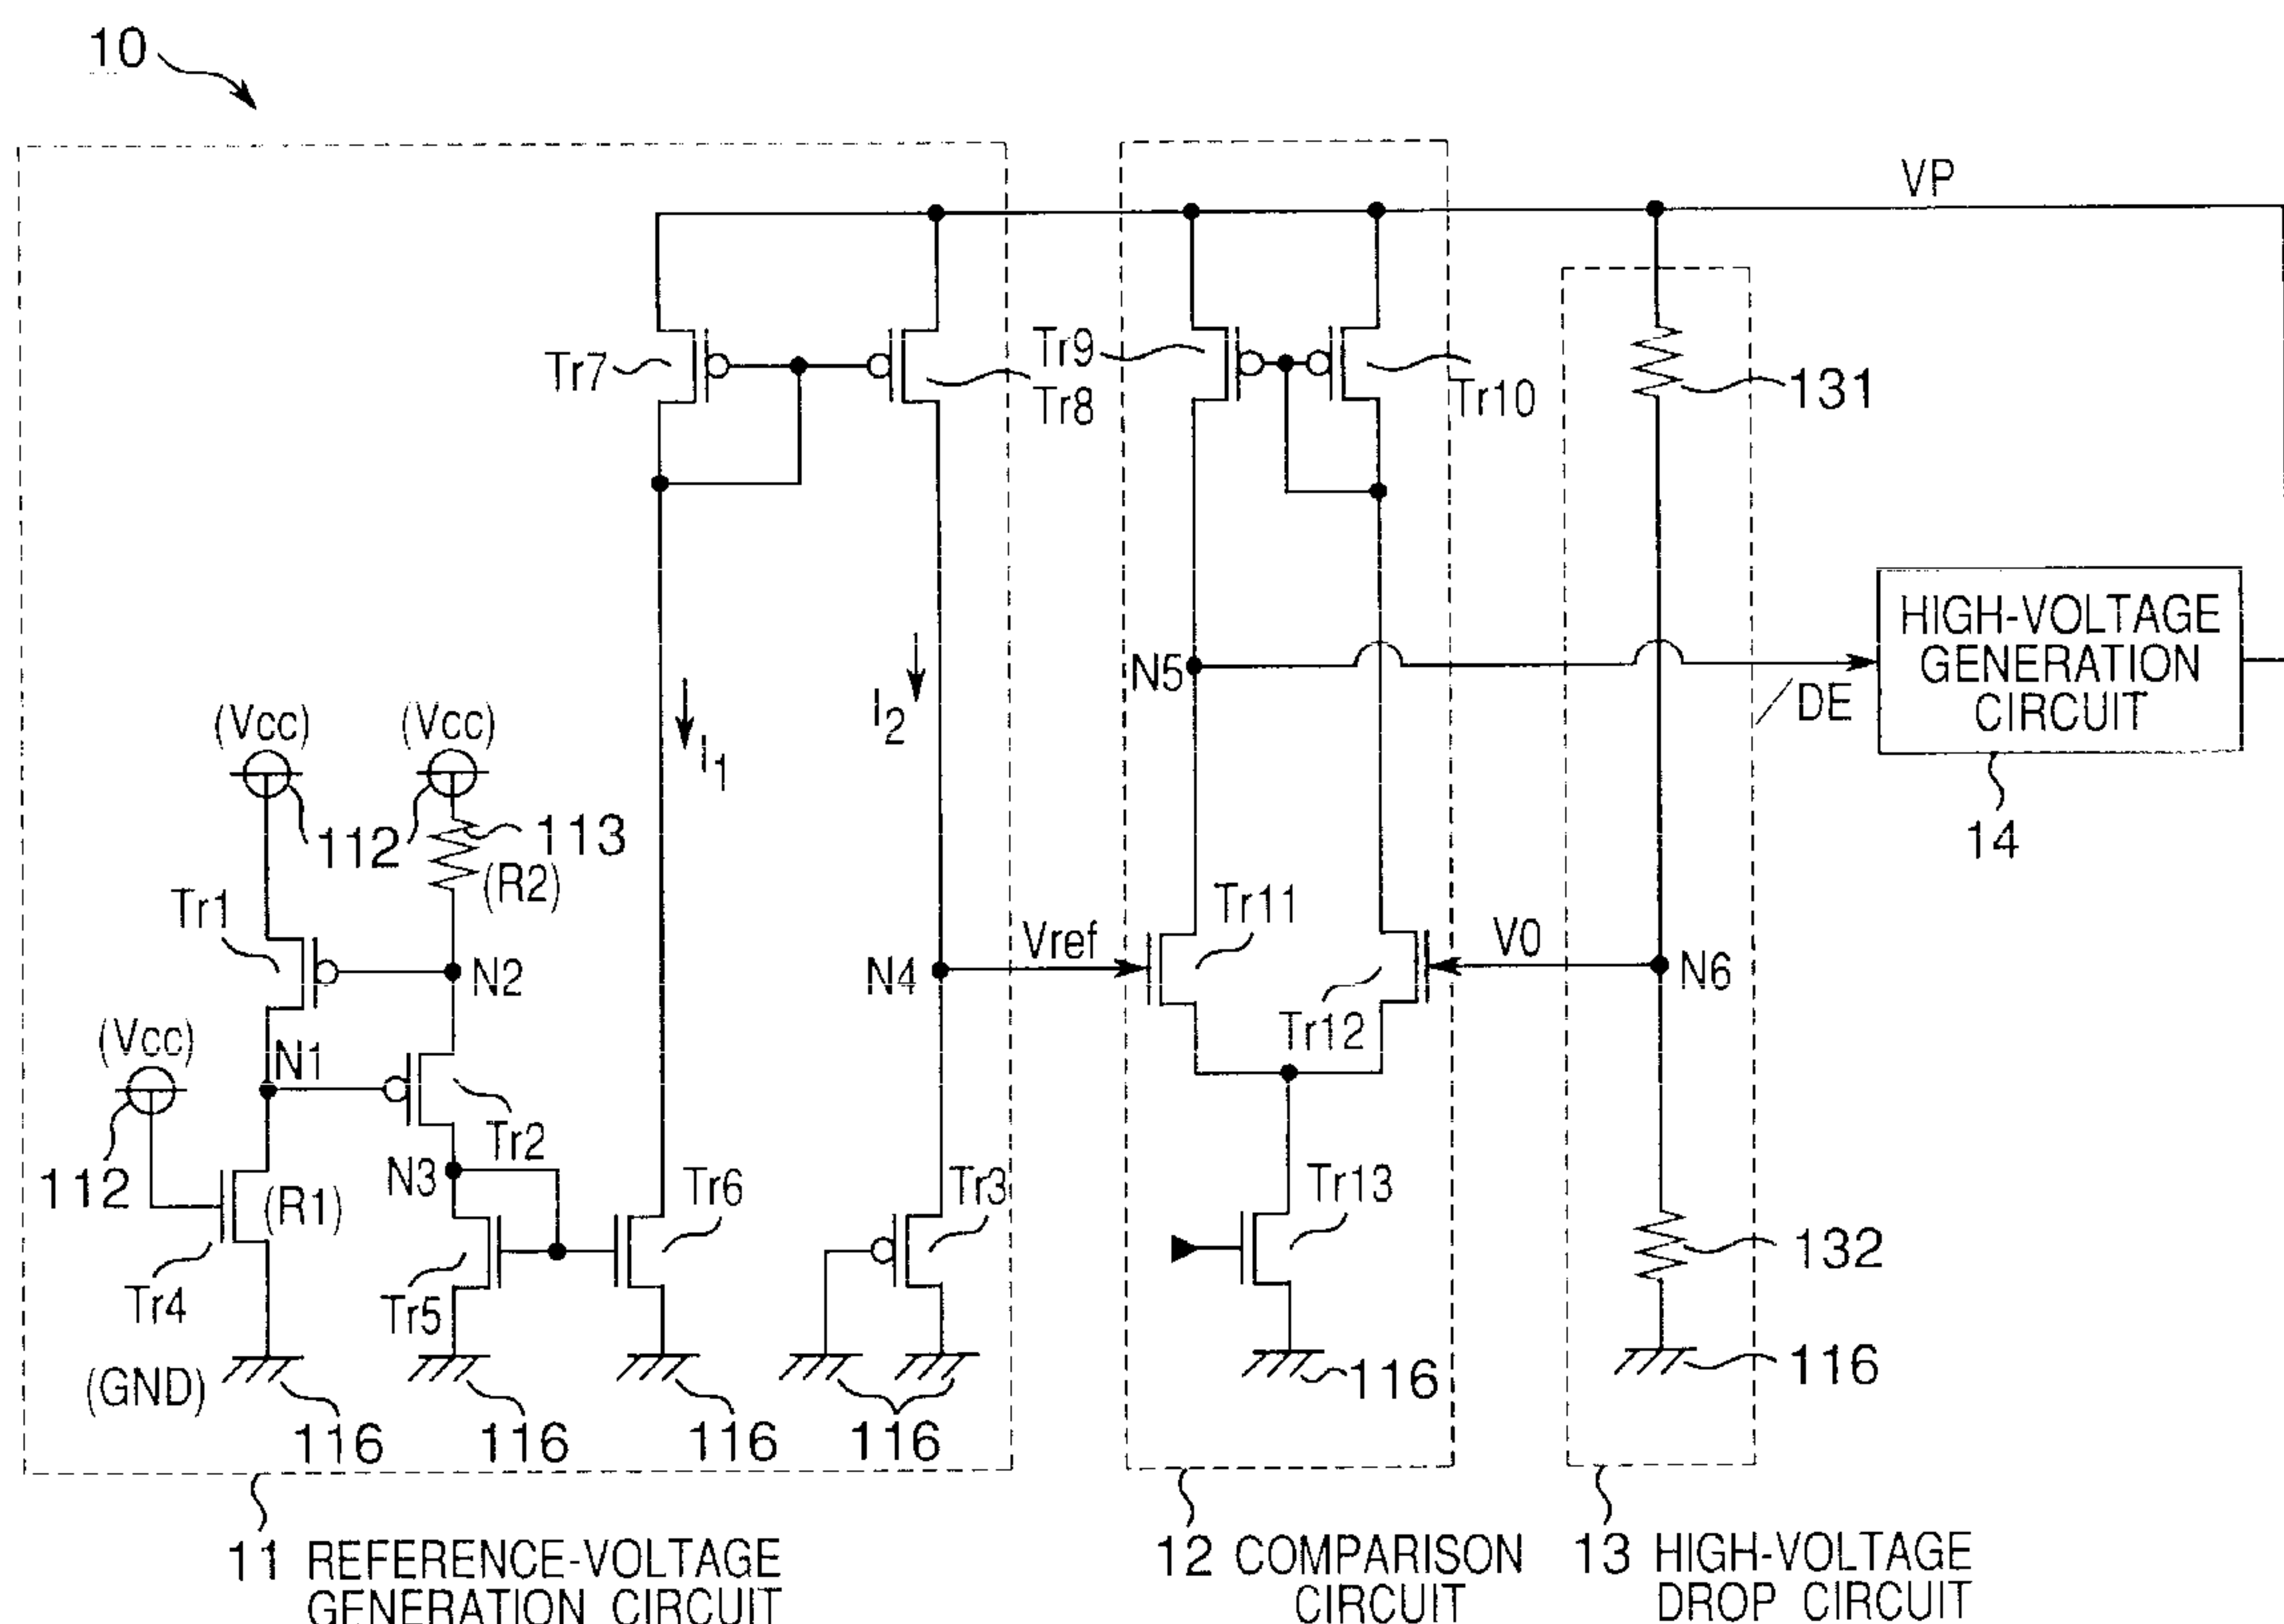 10
VP
Tr7
Tr8
Tr9
Tr10
131
HIGH-VOLTAGE
GENERATION
CIRCUIT
N5
DE
14
I2
I1
(Vcc)
(Vcc)
112
113
(R2)
Tr1
N2
Tr11
Vref
N4
V0
N6
Tr12
(Vcc)
N1
112
Tr2
N3
(R1)
Tr6
Tr3
Tr13
132
Tr4
Tr5
(GND)
116
116
116
116
116
116
11 REFERENCE-VOLTAGE
GENERATION CIRCUIT
12 COMPARISON
CIRCUIT
13 HIGH-VOLTAGE
DROP CIRCUIT